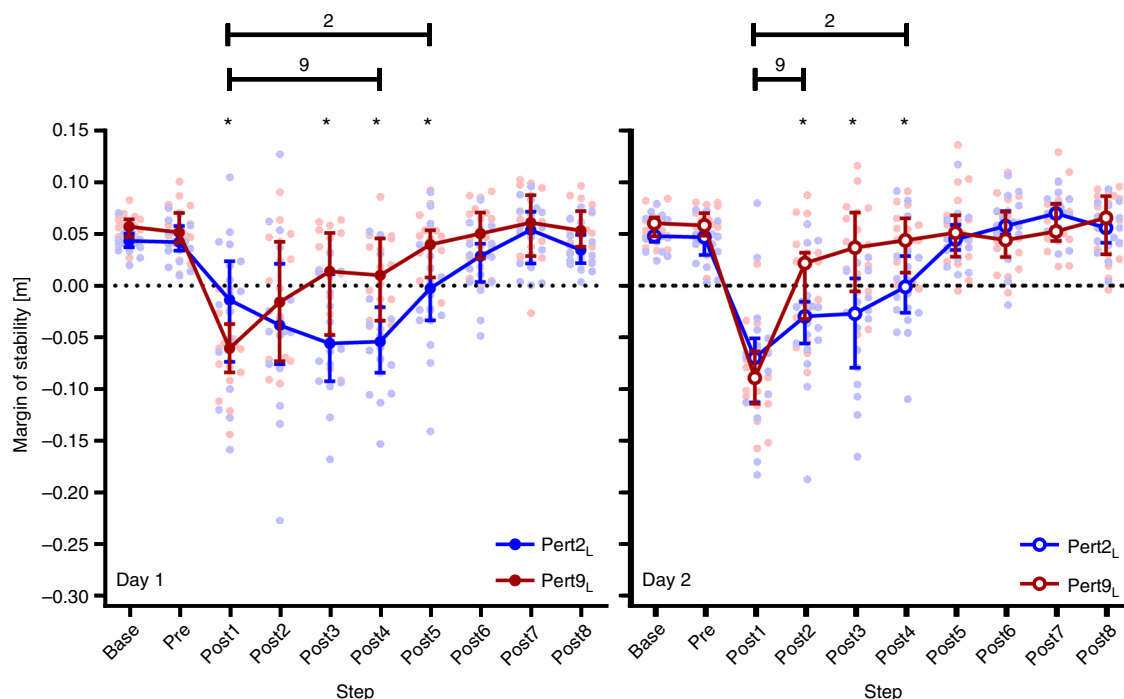 2
2
9
9
* * * *
* * *
0.15
0.10
0.05
0.00
–0.05
–0.10
–0.15
–0.20
–0.25
–0.30
Margin of stability [m]
Pert2L
Pert9L
Day 1
Pert2L
Pert9L
Day 2
Base Pre Post1 Post2 Post3 Post4 Post5 Post6 Post7 Post8
Step
Base Pre Post1 Post2 Post3 Post4 Post5 Post6 Post7 Post8
Step